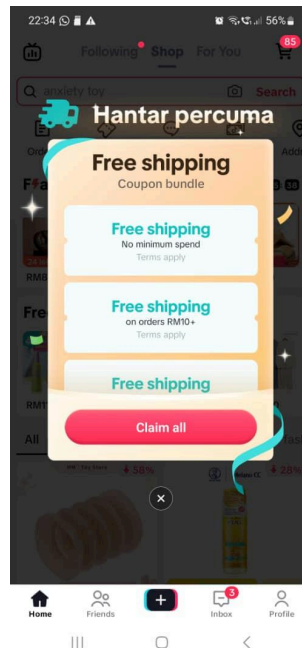 22:34
56%
Following Shop For You
85
anxiety toy
Search
Hantar percuma
Free shipping
Coupon bundle
Free shipping
No minimum spend
Terms apply
Free shipping
on orders RM10+
Terms apply
Free shipping
Claim all
All
58%
28%
Home
Friends
3
Inbox
Profile